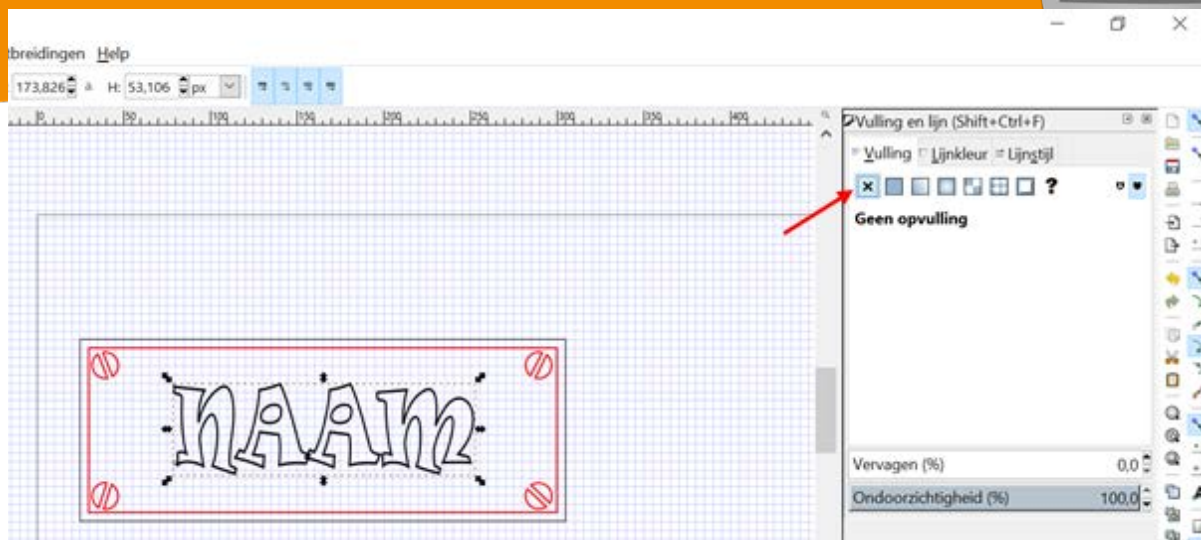 tbreidingen Help
173,826 H: 53,106 px
Vulling en lijn (Shift+Ctrl+F)
Vulling Lijnkleur Lijnstijl
?
Geen opvulling
NAAM
Vervagen (%) 0,0
Ondoorzichtigheid (%) 100,0